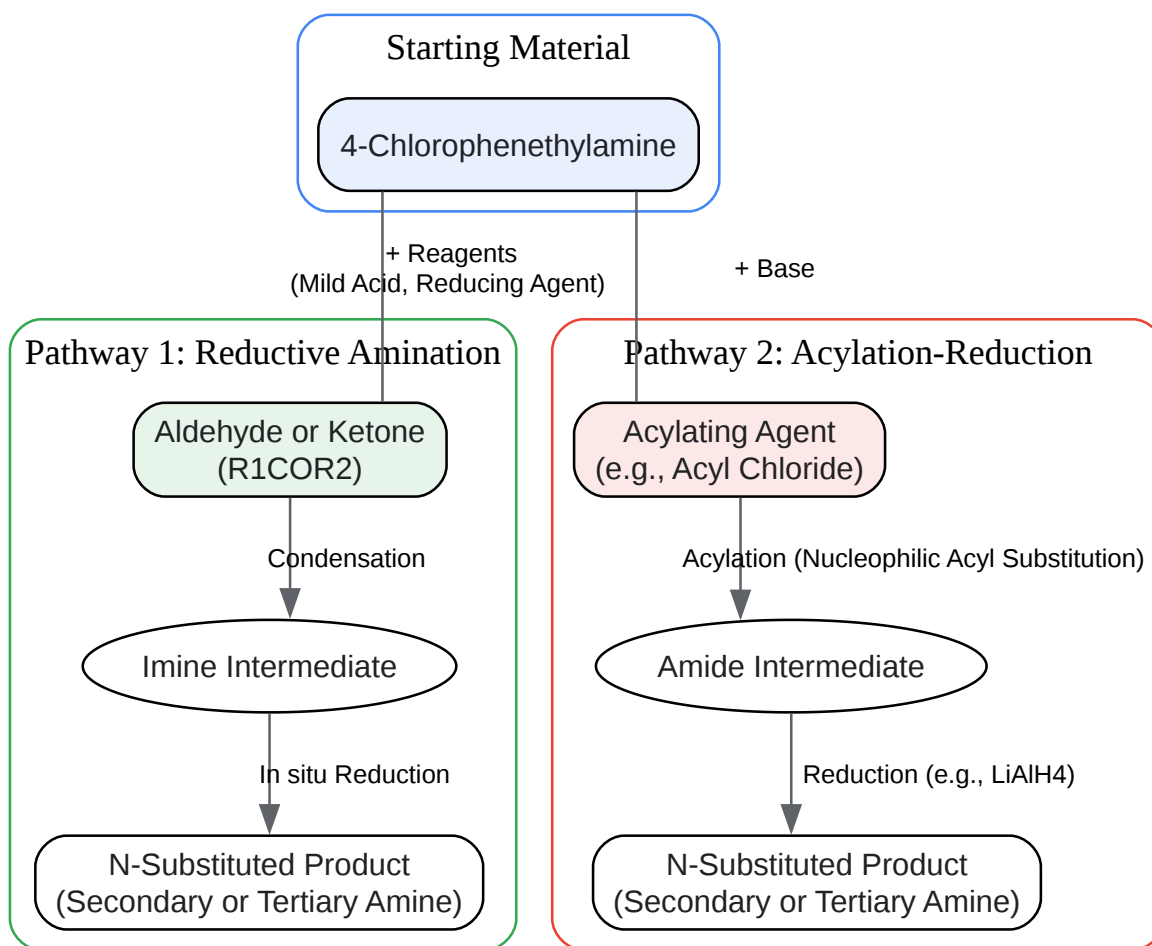 Starting Material
4-Chlorophenethylamine
+ Reagents
(Mild Acid, Reducing Agent)
+ Base
Pathway 1: Reductive Amination
Aldehyde or Ketone
(R1COR2)
Condensation
Imine Intermediate
In situ Reduction
N-Substituted Product
(Secondary or Tertiary Amine)
Pathway 2: Acylation-Reduction
Acylating Agent
(e.g., Acyl Chloride)
Acylation (Nucleophilic Acyl Substitution)
Amide Intermediate
Reduction (e.g., LiAlH4)
N-Substituted Product
(Secondary or Tertiary Amine)